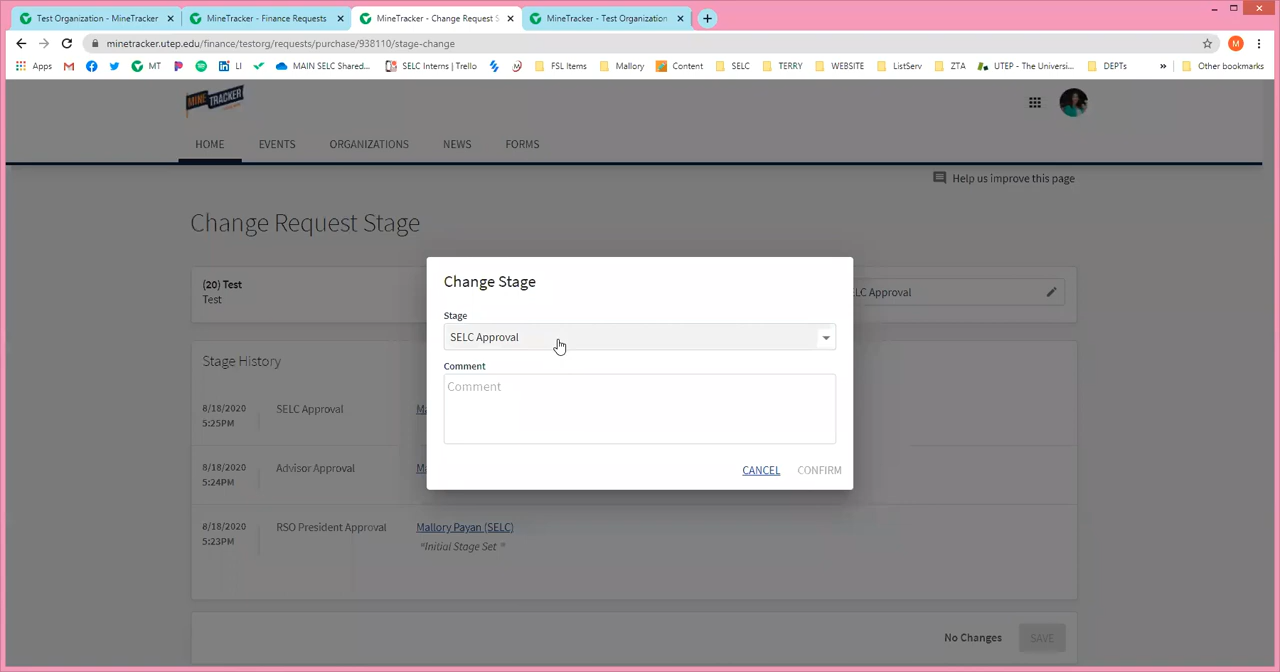 Test Organization - MineTracker
MineTracker - Finance Requests
MineTracker - Change Request S
MineTracker - Test Organization
minetracker.utep.edu/finance/testorg/requests/purchase/938110/stage-change
M
Apps
MT
LI
MAIN SELC Shared...
SELC Interns | Trello
FSL Items
Mallory
Content
SELC
TERRY
WEBSITE
ListServ
ZTA
UTEP - The Universi...
DEPTs
»
Other bookmarks
MINE TRACKER
HOME
EVENTS
ORGANIZATIONS
NEWS
FORMS
Help us improve this page
Change Request Stage
(20) Test
Test
LC Approval
Change Stage
Stage
SELC Approval
Comment
Comment
CANCEL
CONFIRM
Stage History
8/18/2020
5:25PM
SELC Approval
Ma
8/18/2020
5:24PM
Advisor Approval
Ma
8/18/2020
5:23PM
RSO President Approval
Mallory Payan (SELC)
"Initial Stage Set "
No Changes
SAVE